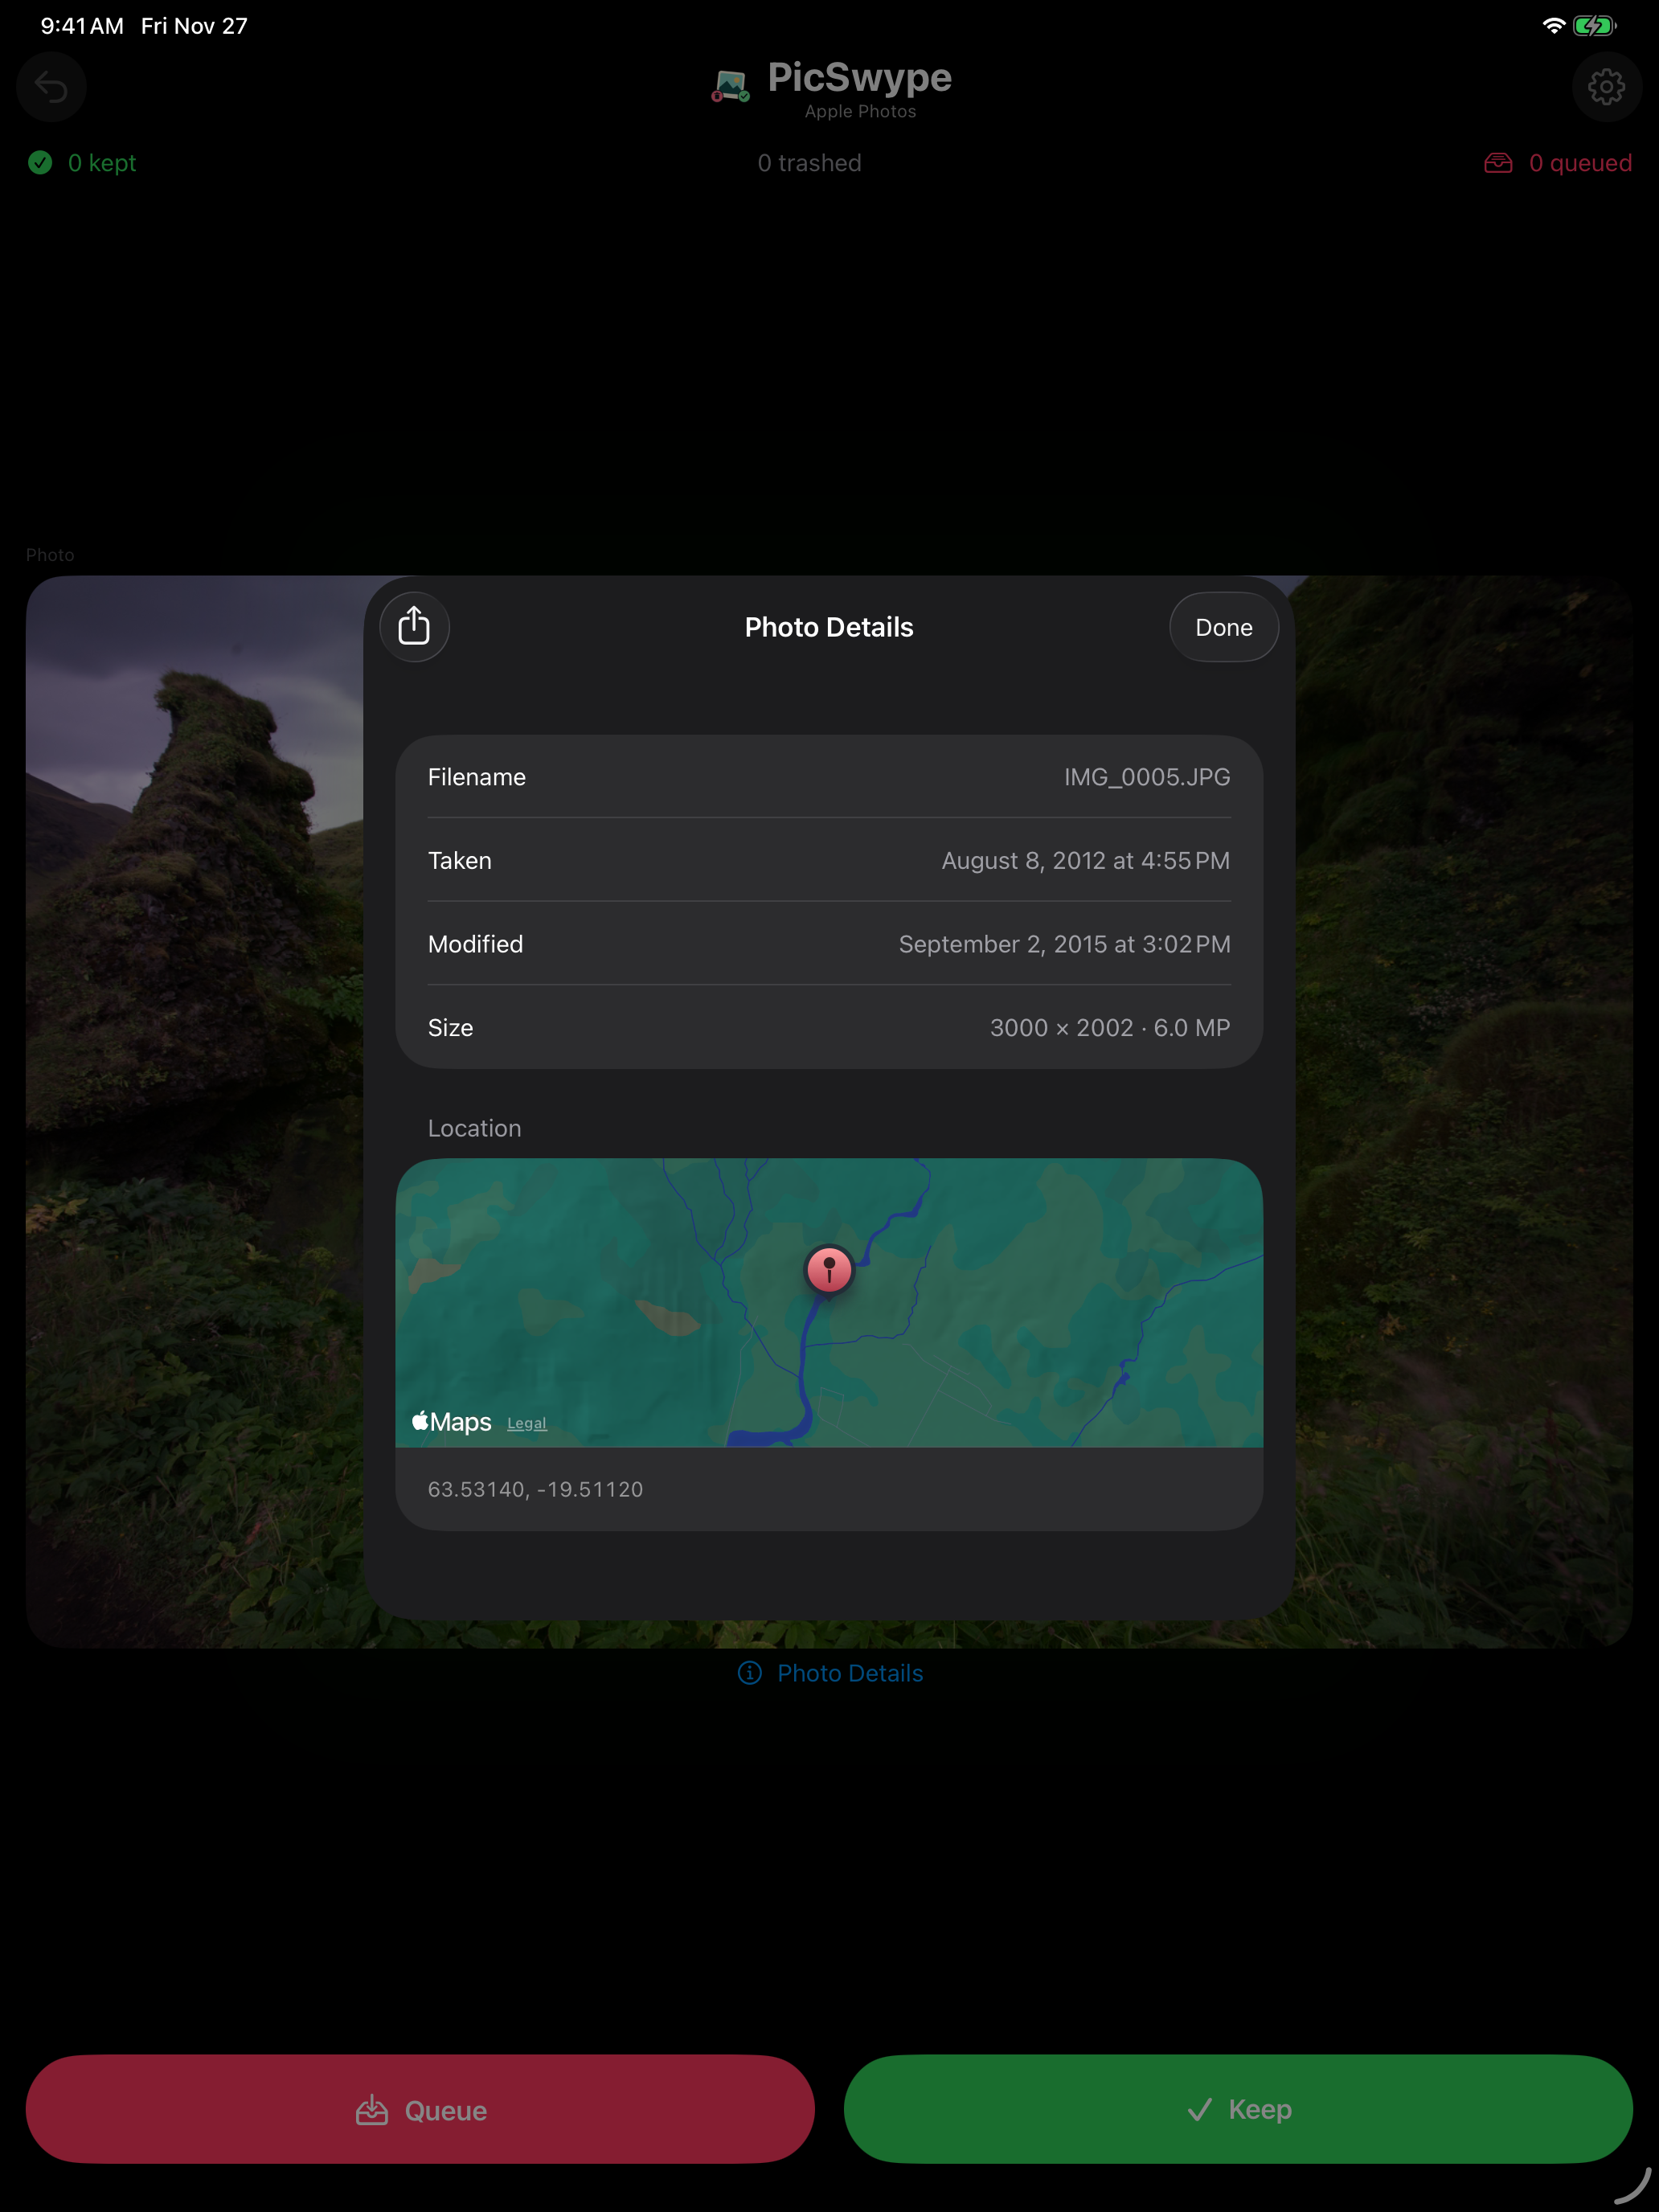 9:41 AM Fri Nov 27
PicSwype
Apple Photos
0 kept
0 trashed
0 queued
Photo
Photo Details
Done
Filename
IMG_0005.JPG
Taken
August 8, 2012 at 4:55 PM
Modified
September 2, 2015 at 3:02 PM
Size
3000 × 2002 · 6.0 MP
Location
Maps Legal
63.53140, -19.51120
Photo Details
Queue
Keep